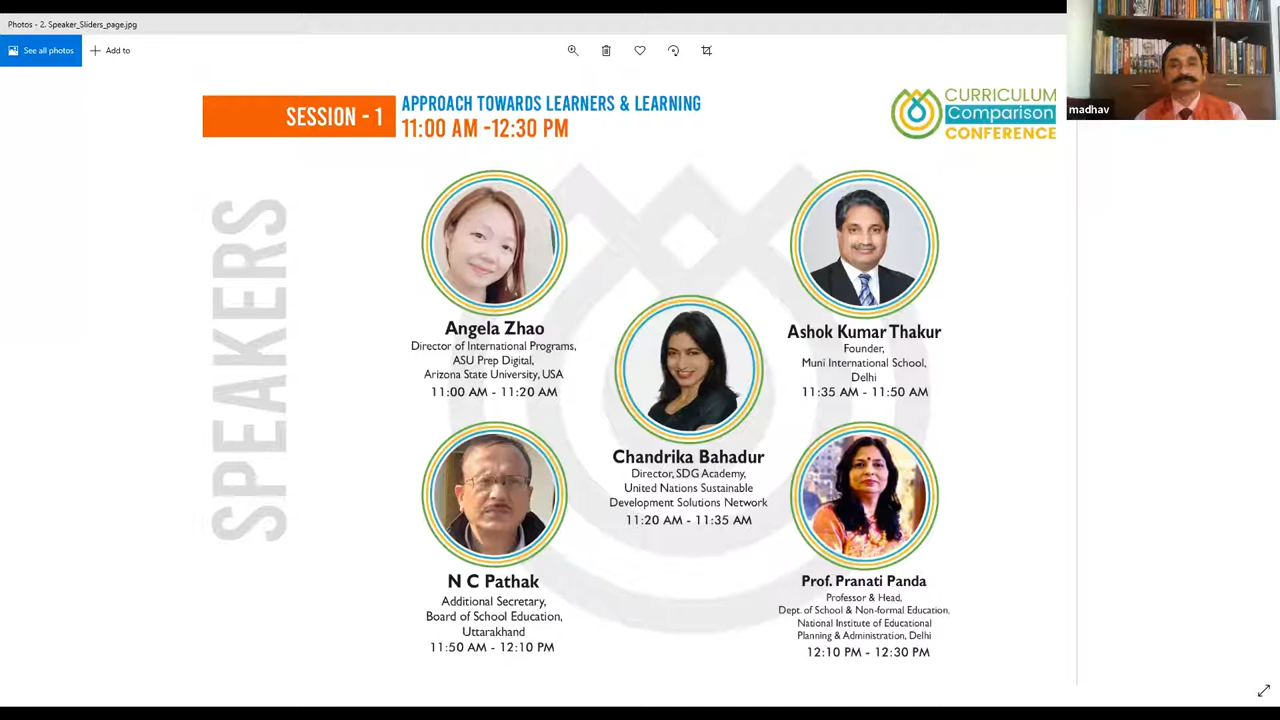 Photos - 2. Speaker_Sliders_page.jpg
See all photos
Add to
madhav
SESSION - 1
APPROACH TOWARDS LEARNERS & LEARNING
11:00 AM -12:30 PM
CURRICULUM
Comparison
CONFERENCE
SPEAKERS
Angela Zhao
Director of International Programs,
ASU Prep Digital,
Arizona State University, USA
11:00 AM - 11:20 AM
Ashok Kumar Thakur
Founder,
Muni International School,
Delhi
11:35 AM - 11:50 AM
Chandrika Bahadur
Director, SDG Academy,
United Nations Sustainable
Development Solutions Network
11:20 AM - 11:35 AM
N C Pathak
Additional Secretary,
Board of School Education,
Uttarakhand
11:50 AM - 12:10 PM
Prof. Pranati Panda
Professor & Head,
Dept. of School & Non-formal Education,
National Institute of Educational
Planning & Administration, Delhi
12:10 PM - 12:30 PM